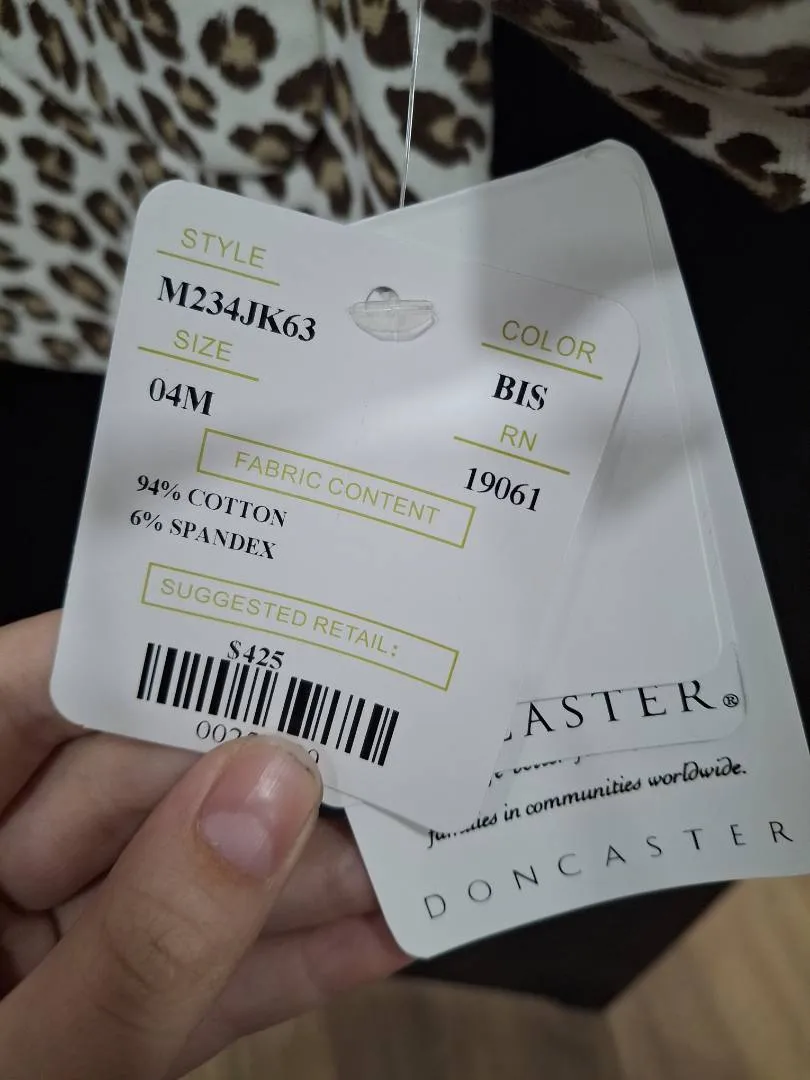 STYLE
M234JK63
SIZE
04M
COLOR
BIS
RN
19061
FABRIC CONTENT
94% COTTON
6% SPANDEX
SUGGESTED RETAIL:
$425
CASTER®
in communities worldwide.
DONCASTER